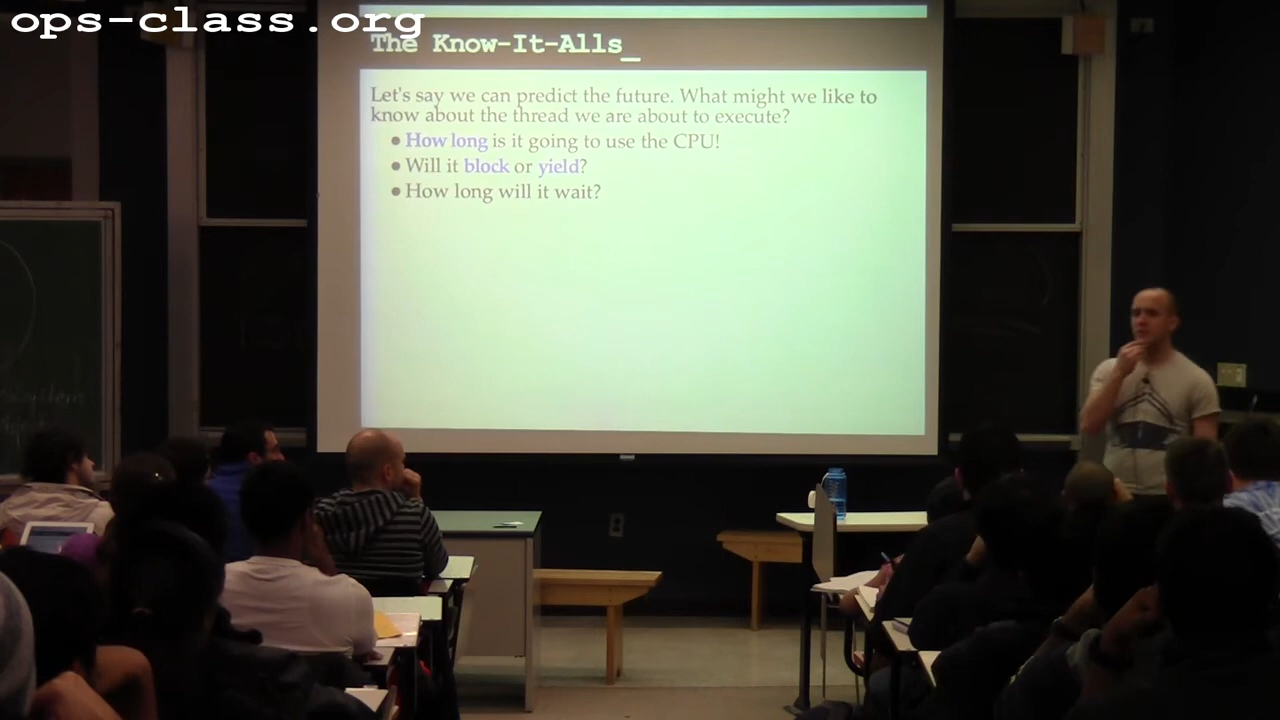 ops-class.org
The Know-It-Alls_
Let's say we can predict the future. What might we like to
know about the thread we are about to execute?
• How long is it going to use the CPU!
• Will it block or yield?
• How long will it wait?